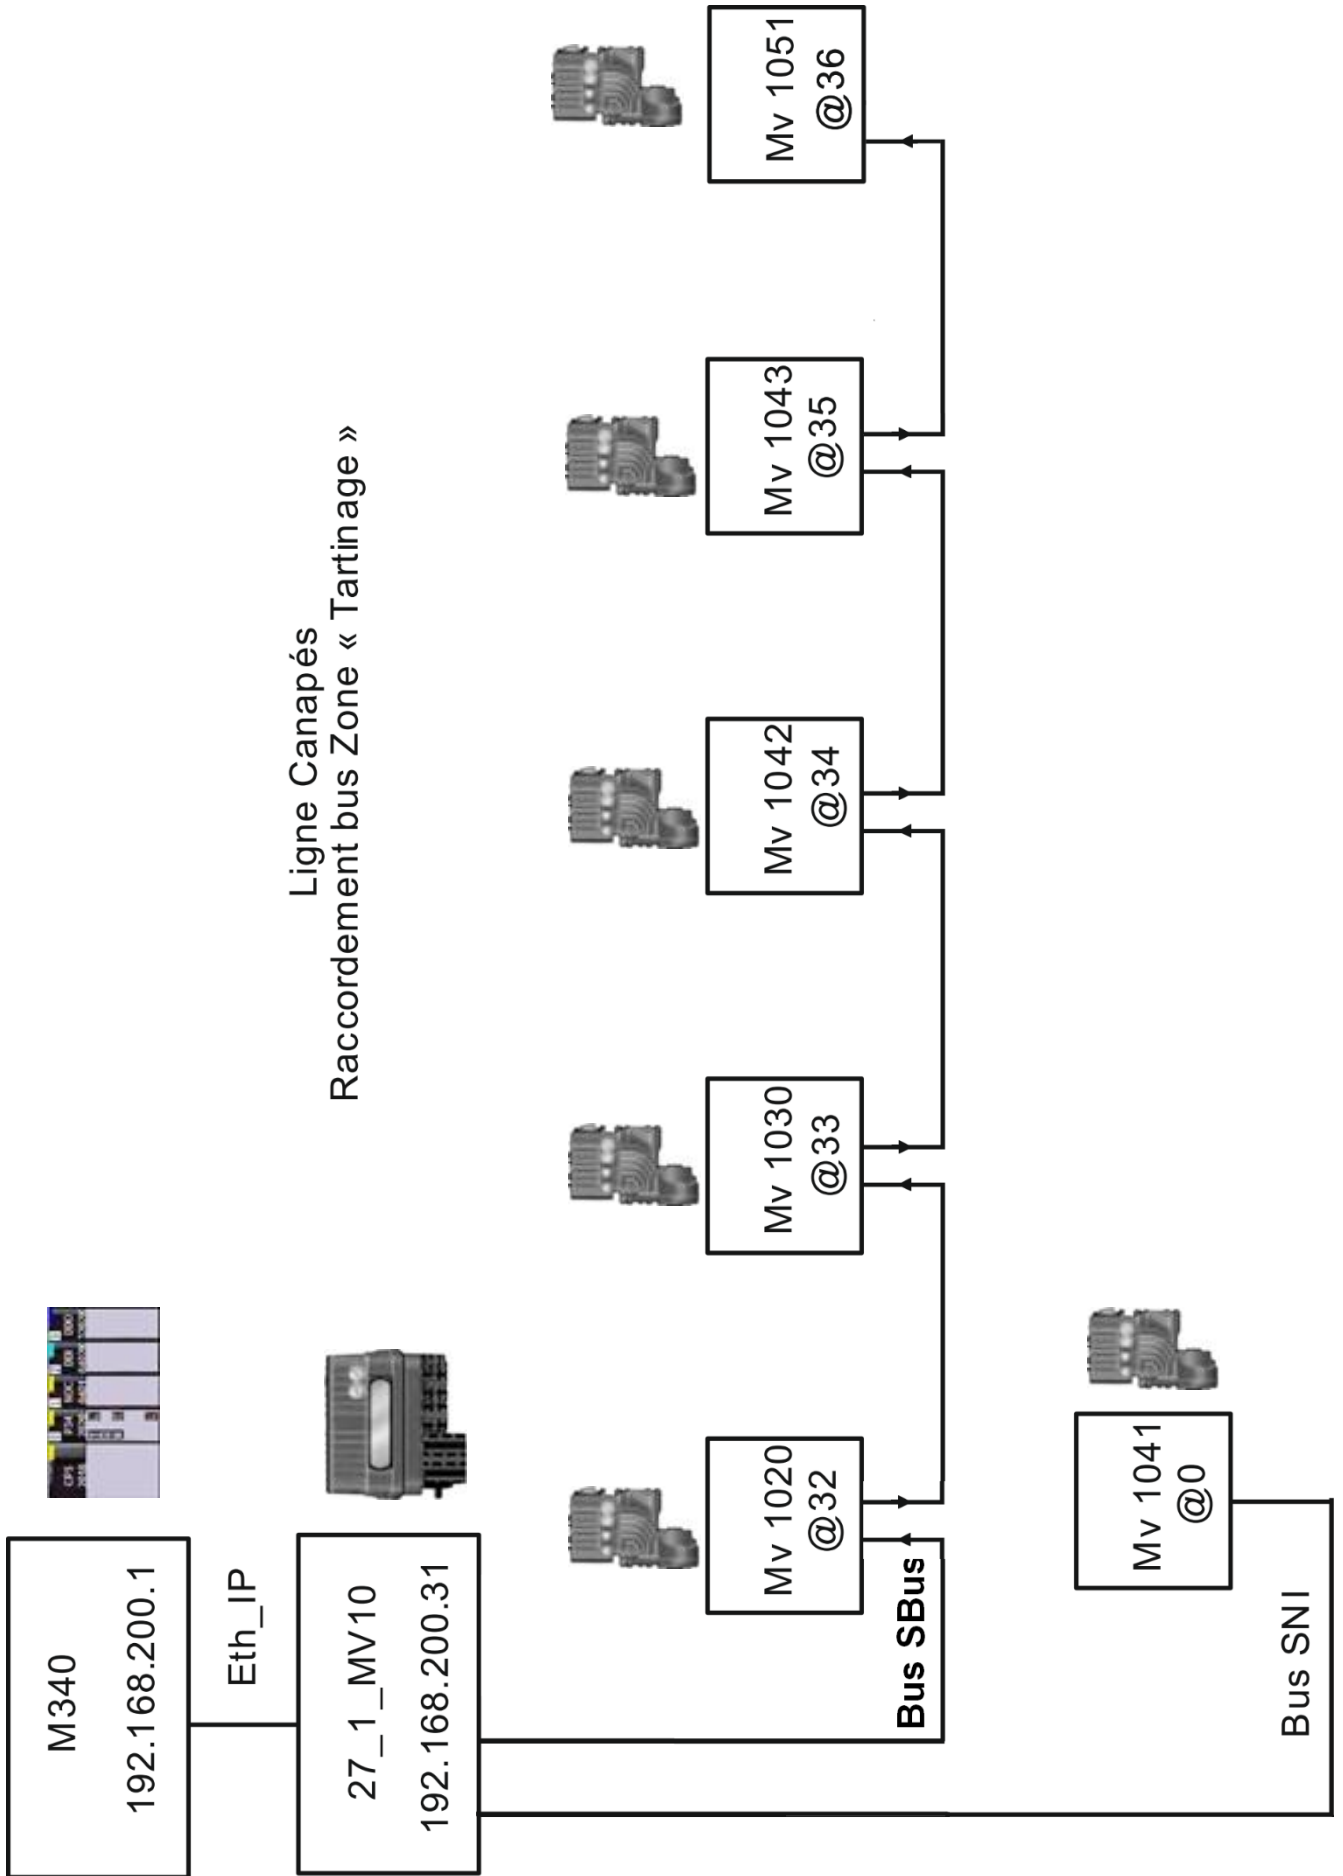 Ligne Canapés
Raccordement bus Zone « Tartinage »
M340
192.168.200.1
Eth_IP
27_1_MV10
192.168.200.31
Mv 1020
@32
Mv 1030
@33
Mv 1042
@34
Mv 1043
@35
Mv 1051
@36
Bus SBus
Mv 1041
@0
Bus SNI